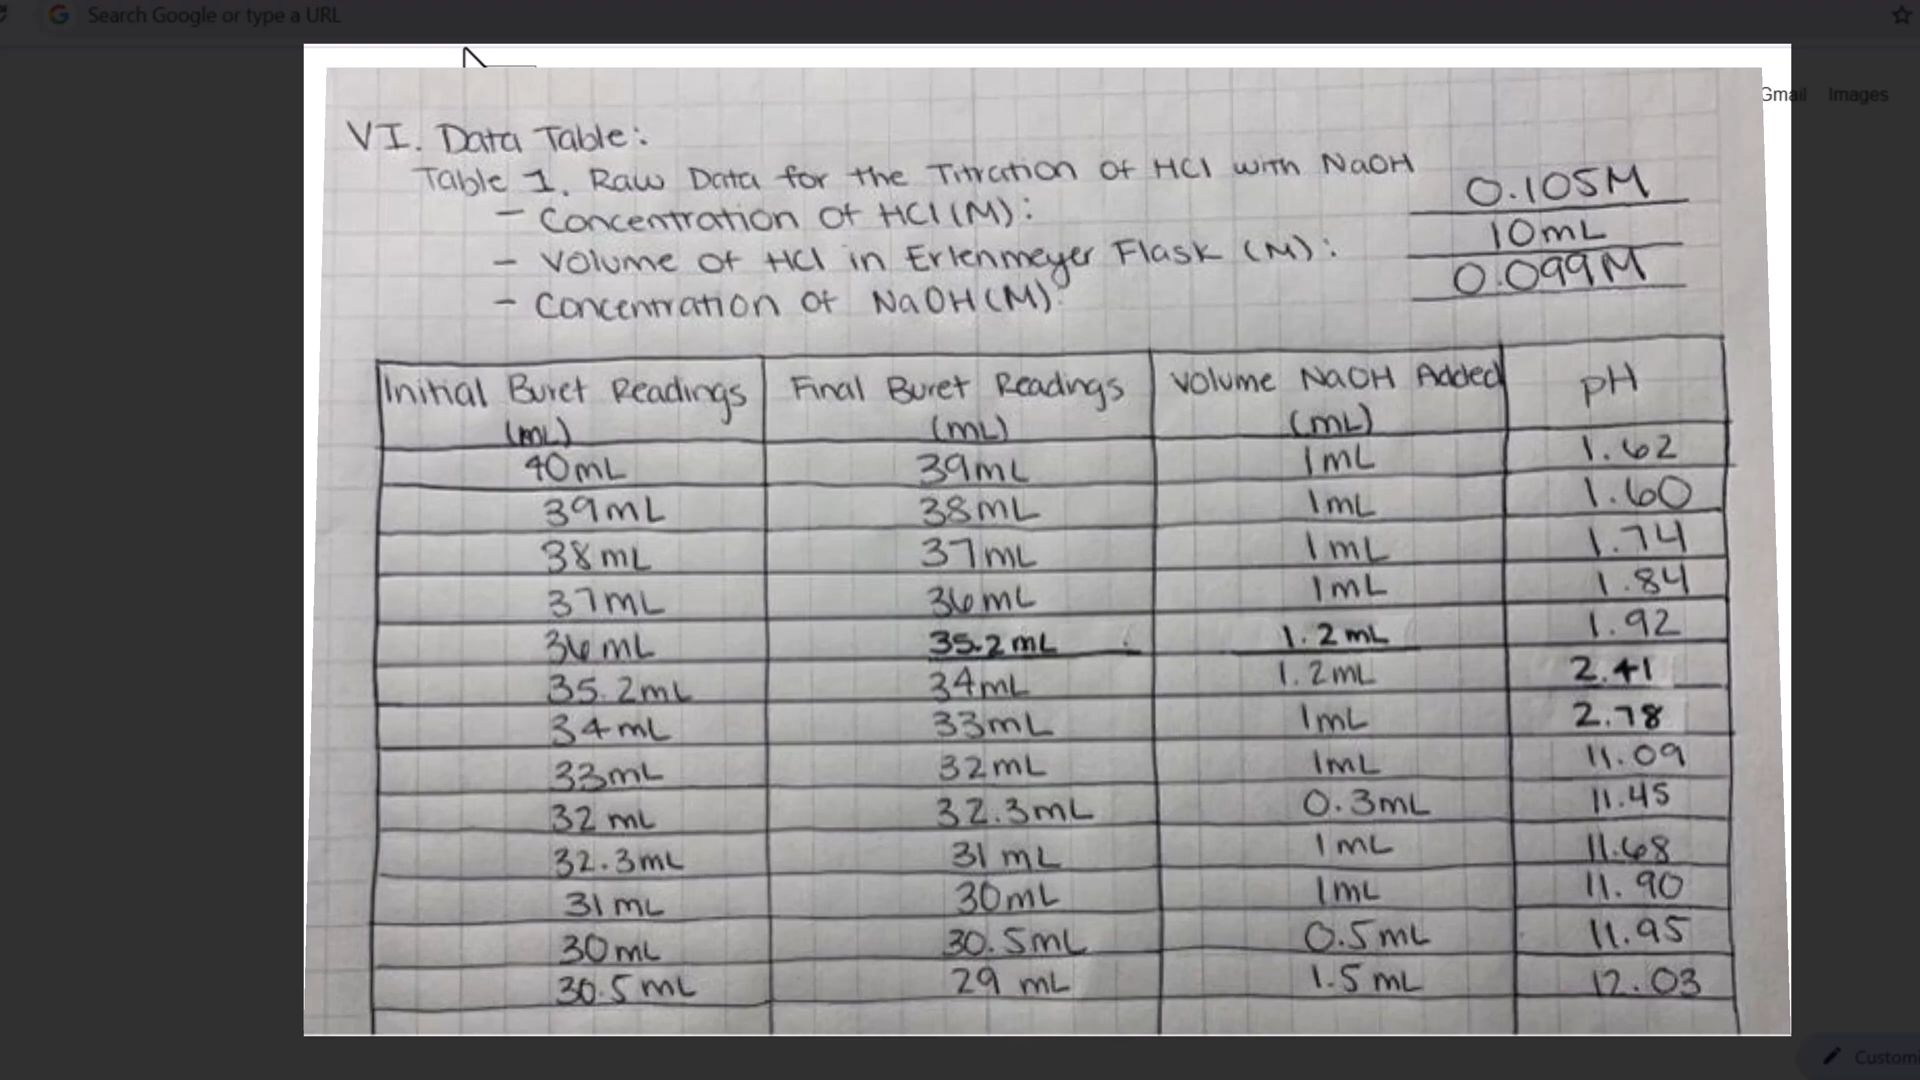 Search Google or type a URL
Gmail Images
VI. Data Table:
Table 1. Raw Data for the Titration of HCl with NaOH
- Concentration of HCl (M): 0.105M
- Volume of HCl in Erlenmeyer Flask (M): 10mL
- Concentration of NaOH (M): 0.099M
Initial Buret Readings (mL) Final Buret Readings (mL) Volume NaOH Added (mL) pH
40mL 39mL 1mL 1.62
39mL 38mL 1mL 1.60
38mL 37mL 1mL 1.74
37mL 36mL 1mL 1.84
36mL 35.2mL 1.2mL 1.92
35.2mL 34mL 1.2mL 2.41
34mL 33mL 1mL 2.78
33mL 32mL 1mL 11.09
32mL 32.3mL 0.3mL 11.45
32.3mL 31mL 1mL 11.68
31mL 30mL 1mL 11.90
30mL 30.5mL 0.5mL 11.95
30.5mL 29mL 1.5mL 12.03
Custom